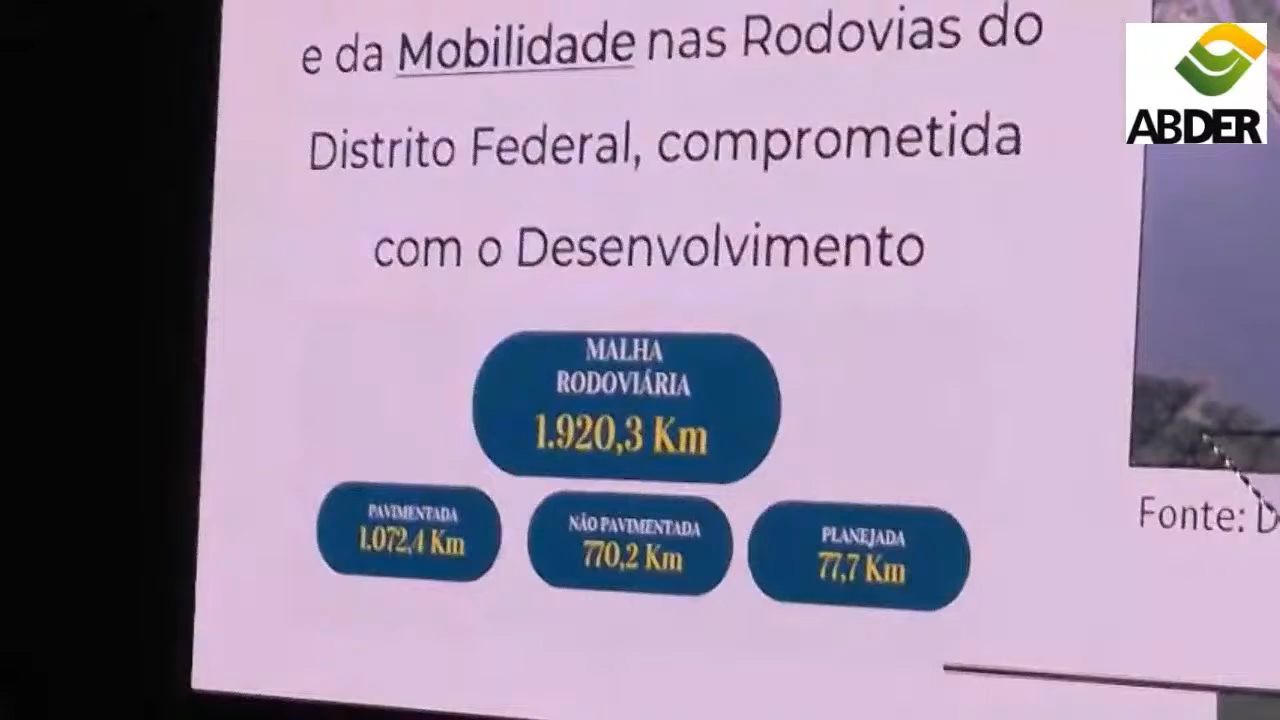 e da Mobilidade nas Rodovias do
Distrito Federal, comprometida
com o Desenvolvimento
MALHA
RODOVIÁRIA
1.920,3 Km
PAVIMENTADA
1.072,4 Km
NÃO PAVIMENTADA
770,2 Km
PLANEJADA
77,7 Km
ABDER
Fonte: D